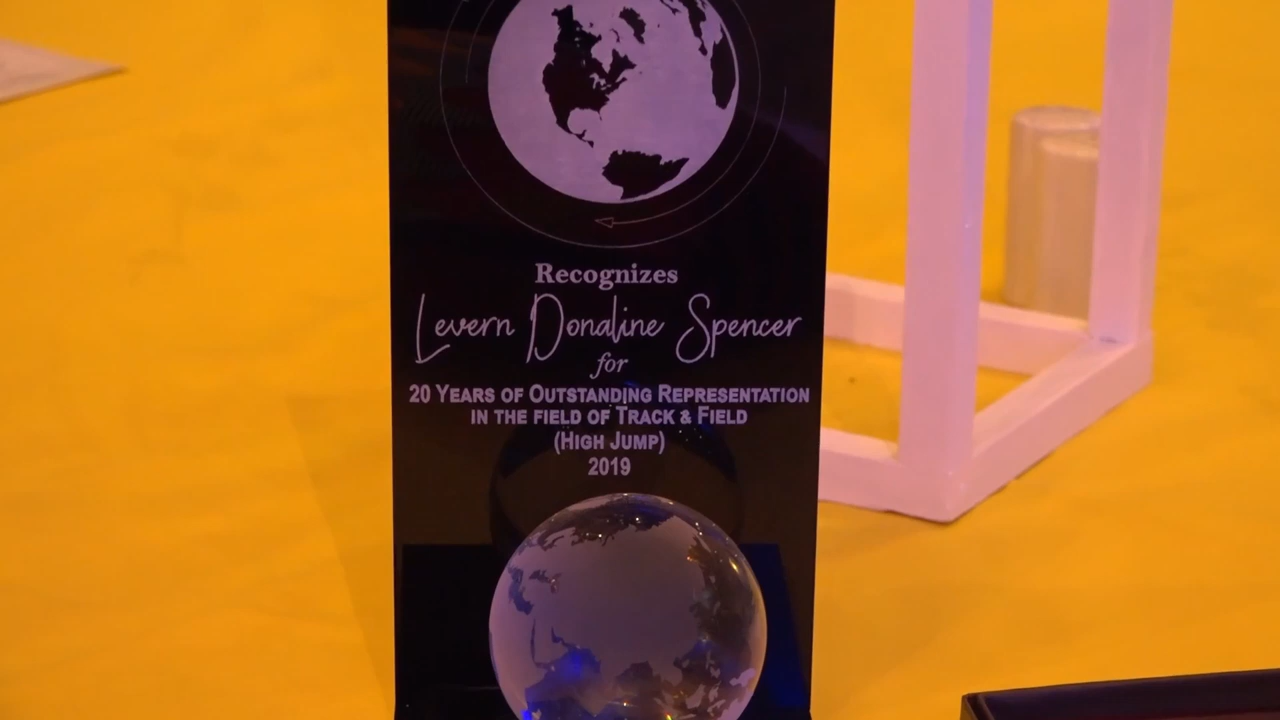 Recognizes
Levern Donaline Spencer
for
20 Years of Outstanding Representation
in the field of Track & Field
(High Jump)
2019